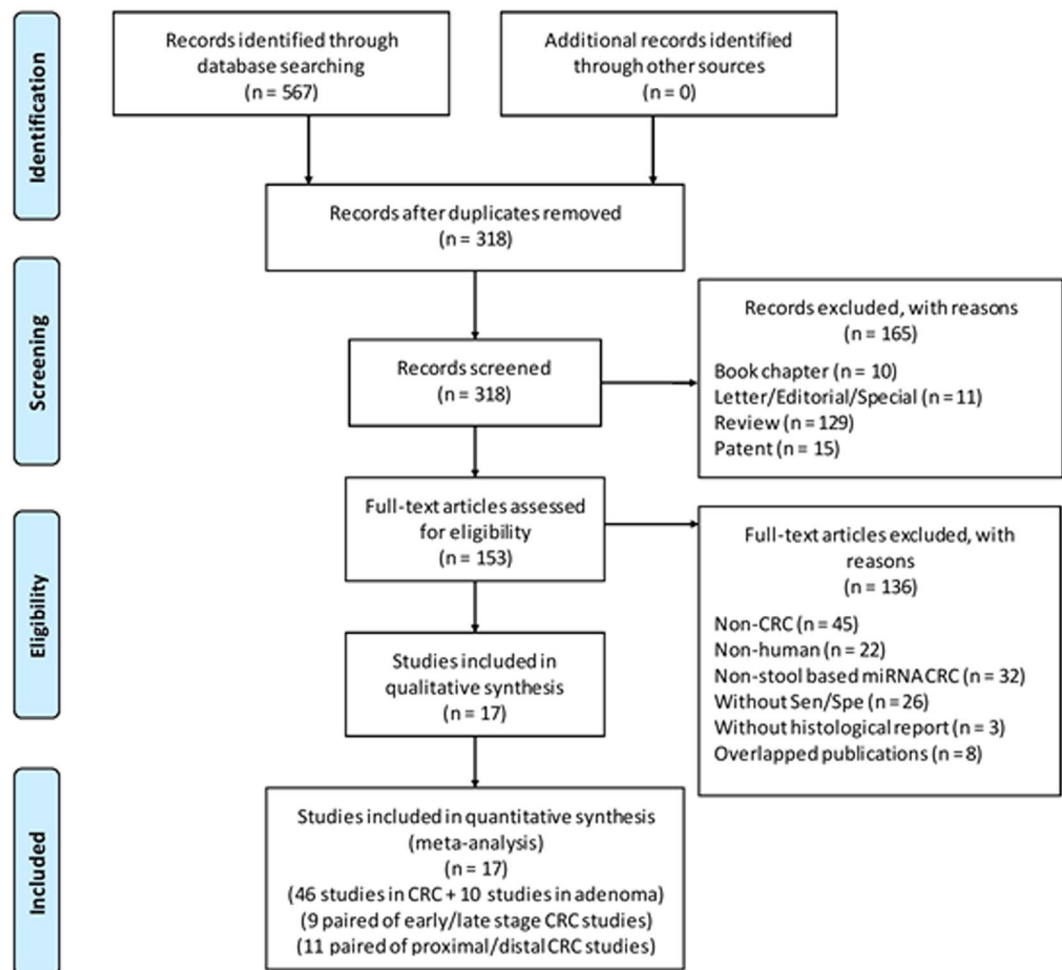 Identification
Records identified through
database searching
(n = 567)
Additional records identified
through other sources
(n = 0)
Records after duplicates removed
(n = 318)
Screening
Records screened
(n = 318)
Records excluded, with reasons
(n = 165)
Book chapter (n = 10)
Letter/Editorial/Special (n = 11)
Review (n = 129)
Patent (n = 15)
Eligibility
Full-text articles assessed
for eligibility
(n = 153)
Full-text articles excluded, with
reasons
(n = 136)
Non-CRC (n = 45)
Non-human (n = 22)
Non-stool based miRNA CRC (n = 32)
Without Sen/Spe (n = 26)
Without histological report (n = 3)
Overlapped publications (n = 8)
Studies included in
qualitative synthesis
(n = 17)
Included
Studies included in quantitative synthesis
(meta-analysis)
(n = 17)
(46 studies in CRC + 10 studies in adenoma)
(9 paired of early/late stage CRC studies)
(11 paired of proximal/distal CRC studies)